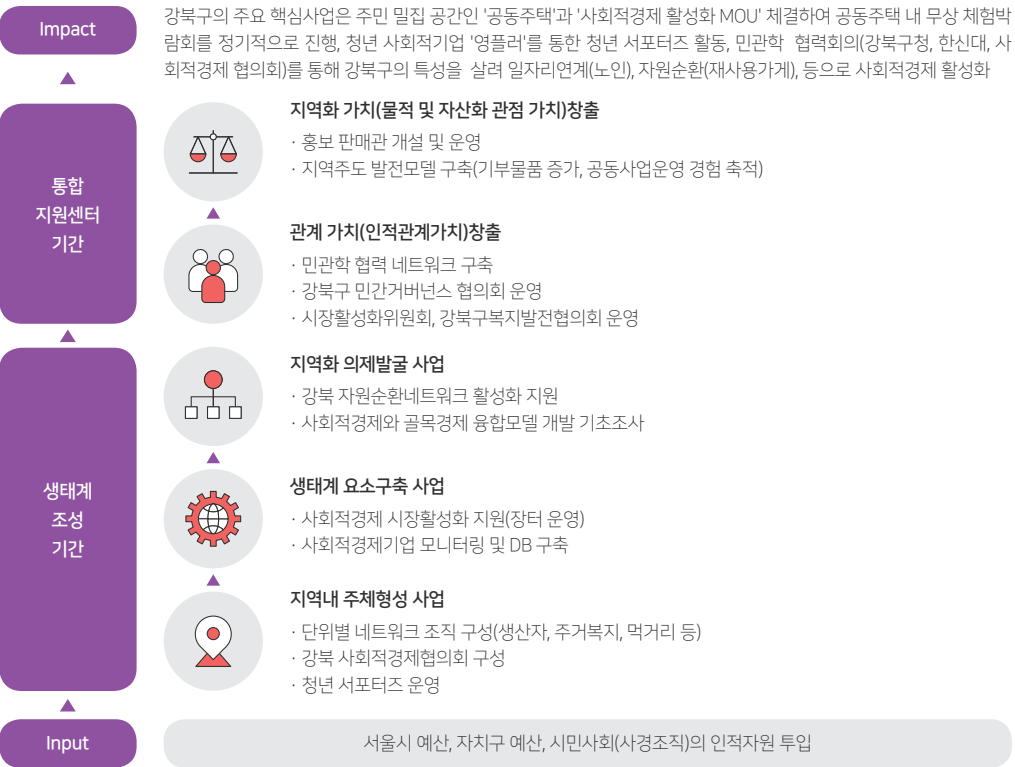 Impact
강북구의 주요 핵심사업은 주민 밀집 공간인 '공동주택'과 '사회적경제 활성화 MOU' 체결하여 공동주택 내 무상 체험박
람회를 정기적으로 진행, 청년 사회적기업 '영플러'를 통한 청년 서포터즈 활동, 민관학 협력회의(강북구청, 한신대, 사
회적경제 협의회)를 통해 강북구의 특성을 살려 일자리연계(노인), 자원순환(재사용가게), 등으로 사회적경제 활성화
통합
지원센터
기간
지역화 가치(물적 및 자산화 관점 가치)창출
· 홍보 판매관 개설 및 운영
· 지역주도 발전모델 구축(기부물품 증가, 공동사업운영 경험 축적)
관계 가치(인적관계가치)창출
· 민관학 협력 네트워크 구축
· 강북구 민간거버넌스 협의회 운영
· 시장활성화위원회, 강북구복지발전협의회 운영
생태계
조성
기간
지역화 의제발굴 사업
· 강북 자원순환네트워크 활성화 지원
· 사회적경제와 골목경제 융합모델 개발 기초조사
생태계 요소구축 사업
· 사회적경제 시장활성화 지원(장터 운영)
· 사회적경제기업 모니터링 및 DB 구축
지역내 주체형성 사업
· 단위별 네트워크 조직 구성(생산자, 주거복지, 먹거리 등)
· 강북 사회적경제협의회 구성
· 청년 서포터즈 운영
Input
서울시 예산, 자치구 예산, 시민사회(사경조직)의 인적자원 투입